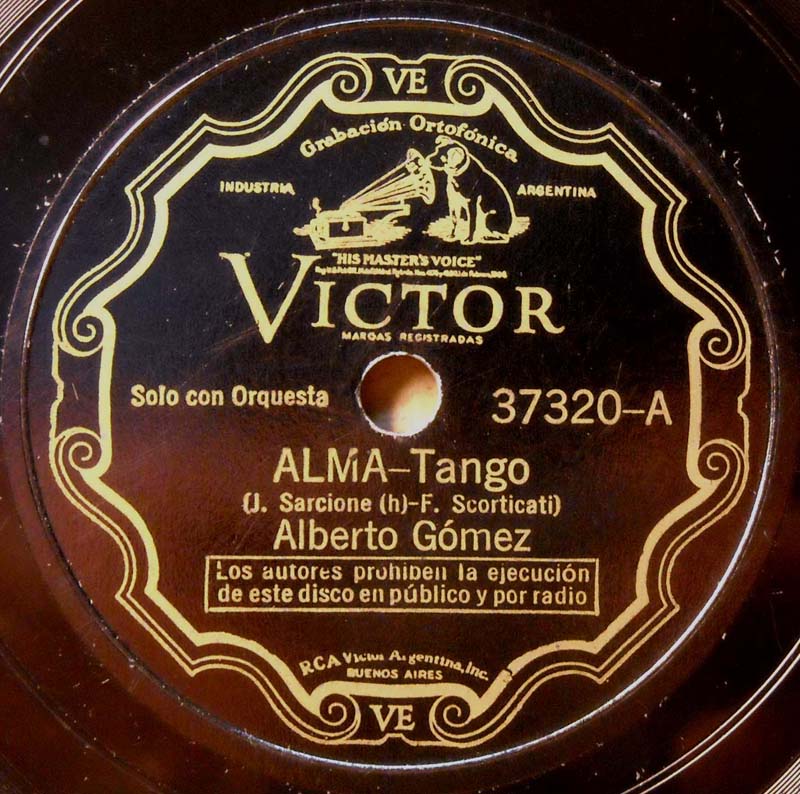 VE
Grabación Ortofónica
INDUSTRIA ARGENTINA
"HIS MASTER'S VOICE"
VICTOR
MARCAS REGISTRADAS
Solo con Orquesta 37320-A
ALMA-Tango
(J. Sarcione (h)-F. Scorticati)
Alberto Gómez
Los autores prohiben la ejecución
de este disco en público y por radio
RCA Victor Argentina, Inc.
BUENOS AIRES
VE